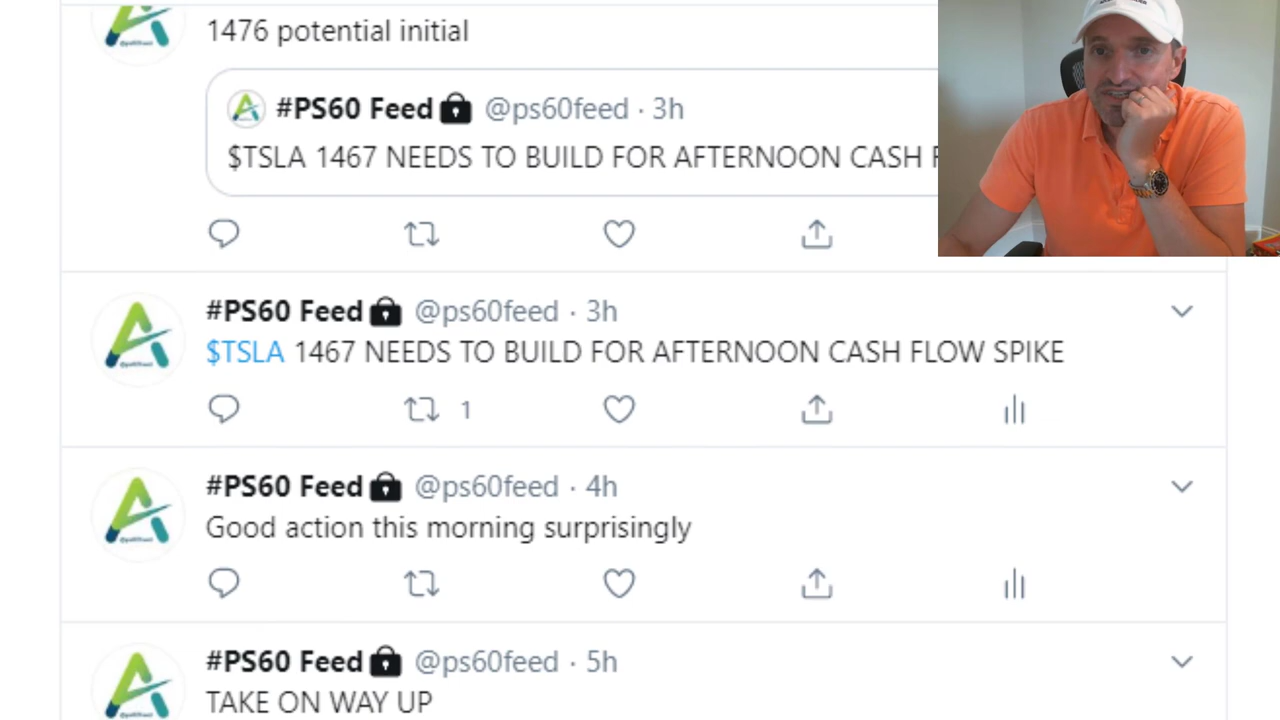 1476 potential initial
#PS60 Feed @ps60feed · 3h
$TSLA 1467 NEEDS TO BUILD FOR AFTERNOON CASH
#PS60 Feed @ps60feed · 3h
$TSLA 1467 NEEDS TO BUILD FOR AFTERNOON CASH FLOW SPIKE
1
#PS60 Feed @ps60feed · 4h
Good action this morning surprisingly
#PS60 Feed @ps60feed · 5h
TAKE ON WAY UP